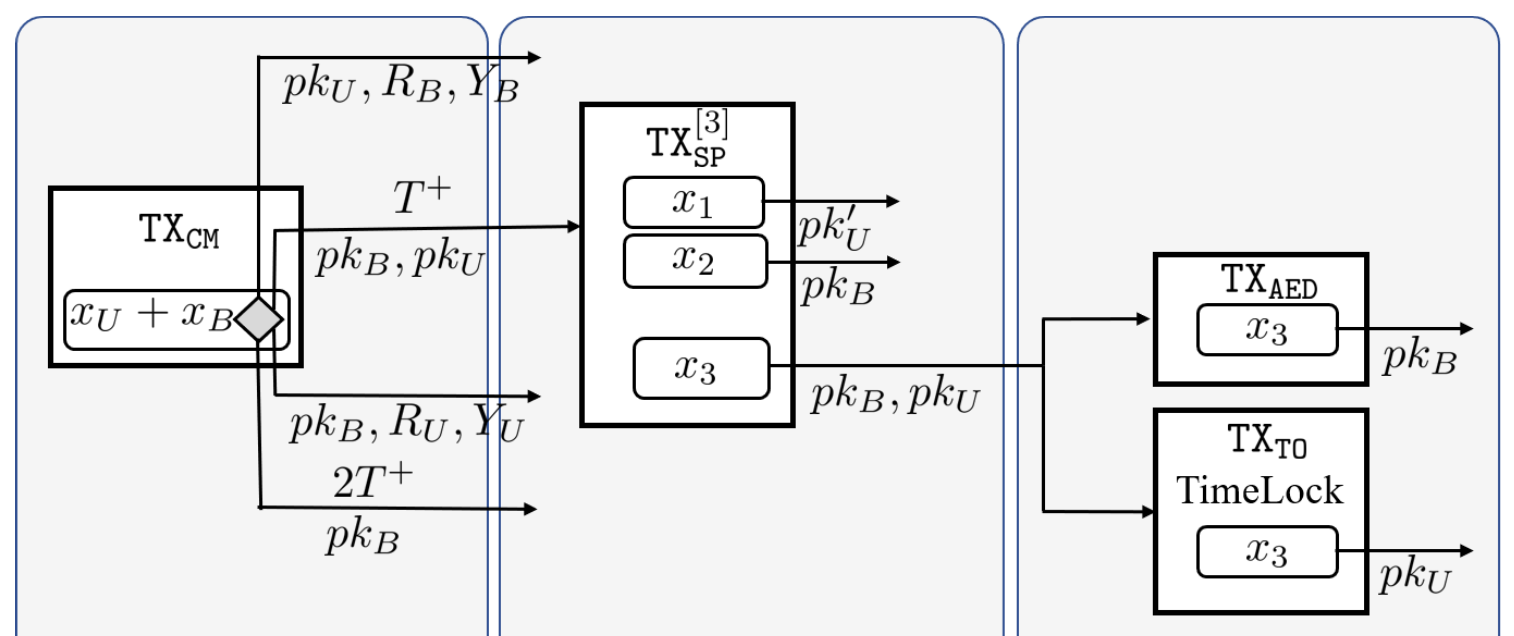 pk_U, R_B, Y_B
TX_CM
x_U + x_B
T^+
pk_B, pk_U
pk_B, R_U, Y_U
2T^+
pk_B
TX_SP^[3]
x_1
pk'_U
x_2
pk_B
x_3
pk_B, pk_U
TX_AED
x_3
pk_B
TX_TO
TimeLock
x_3
pk_U